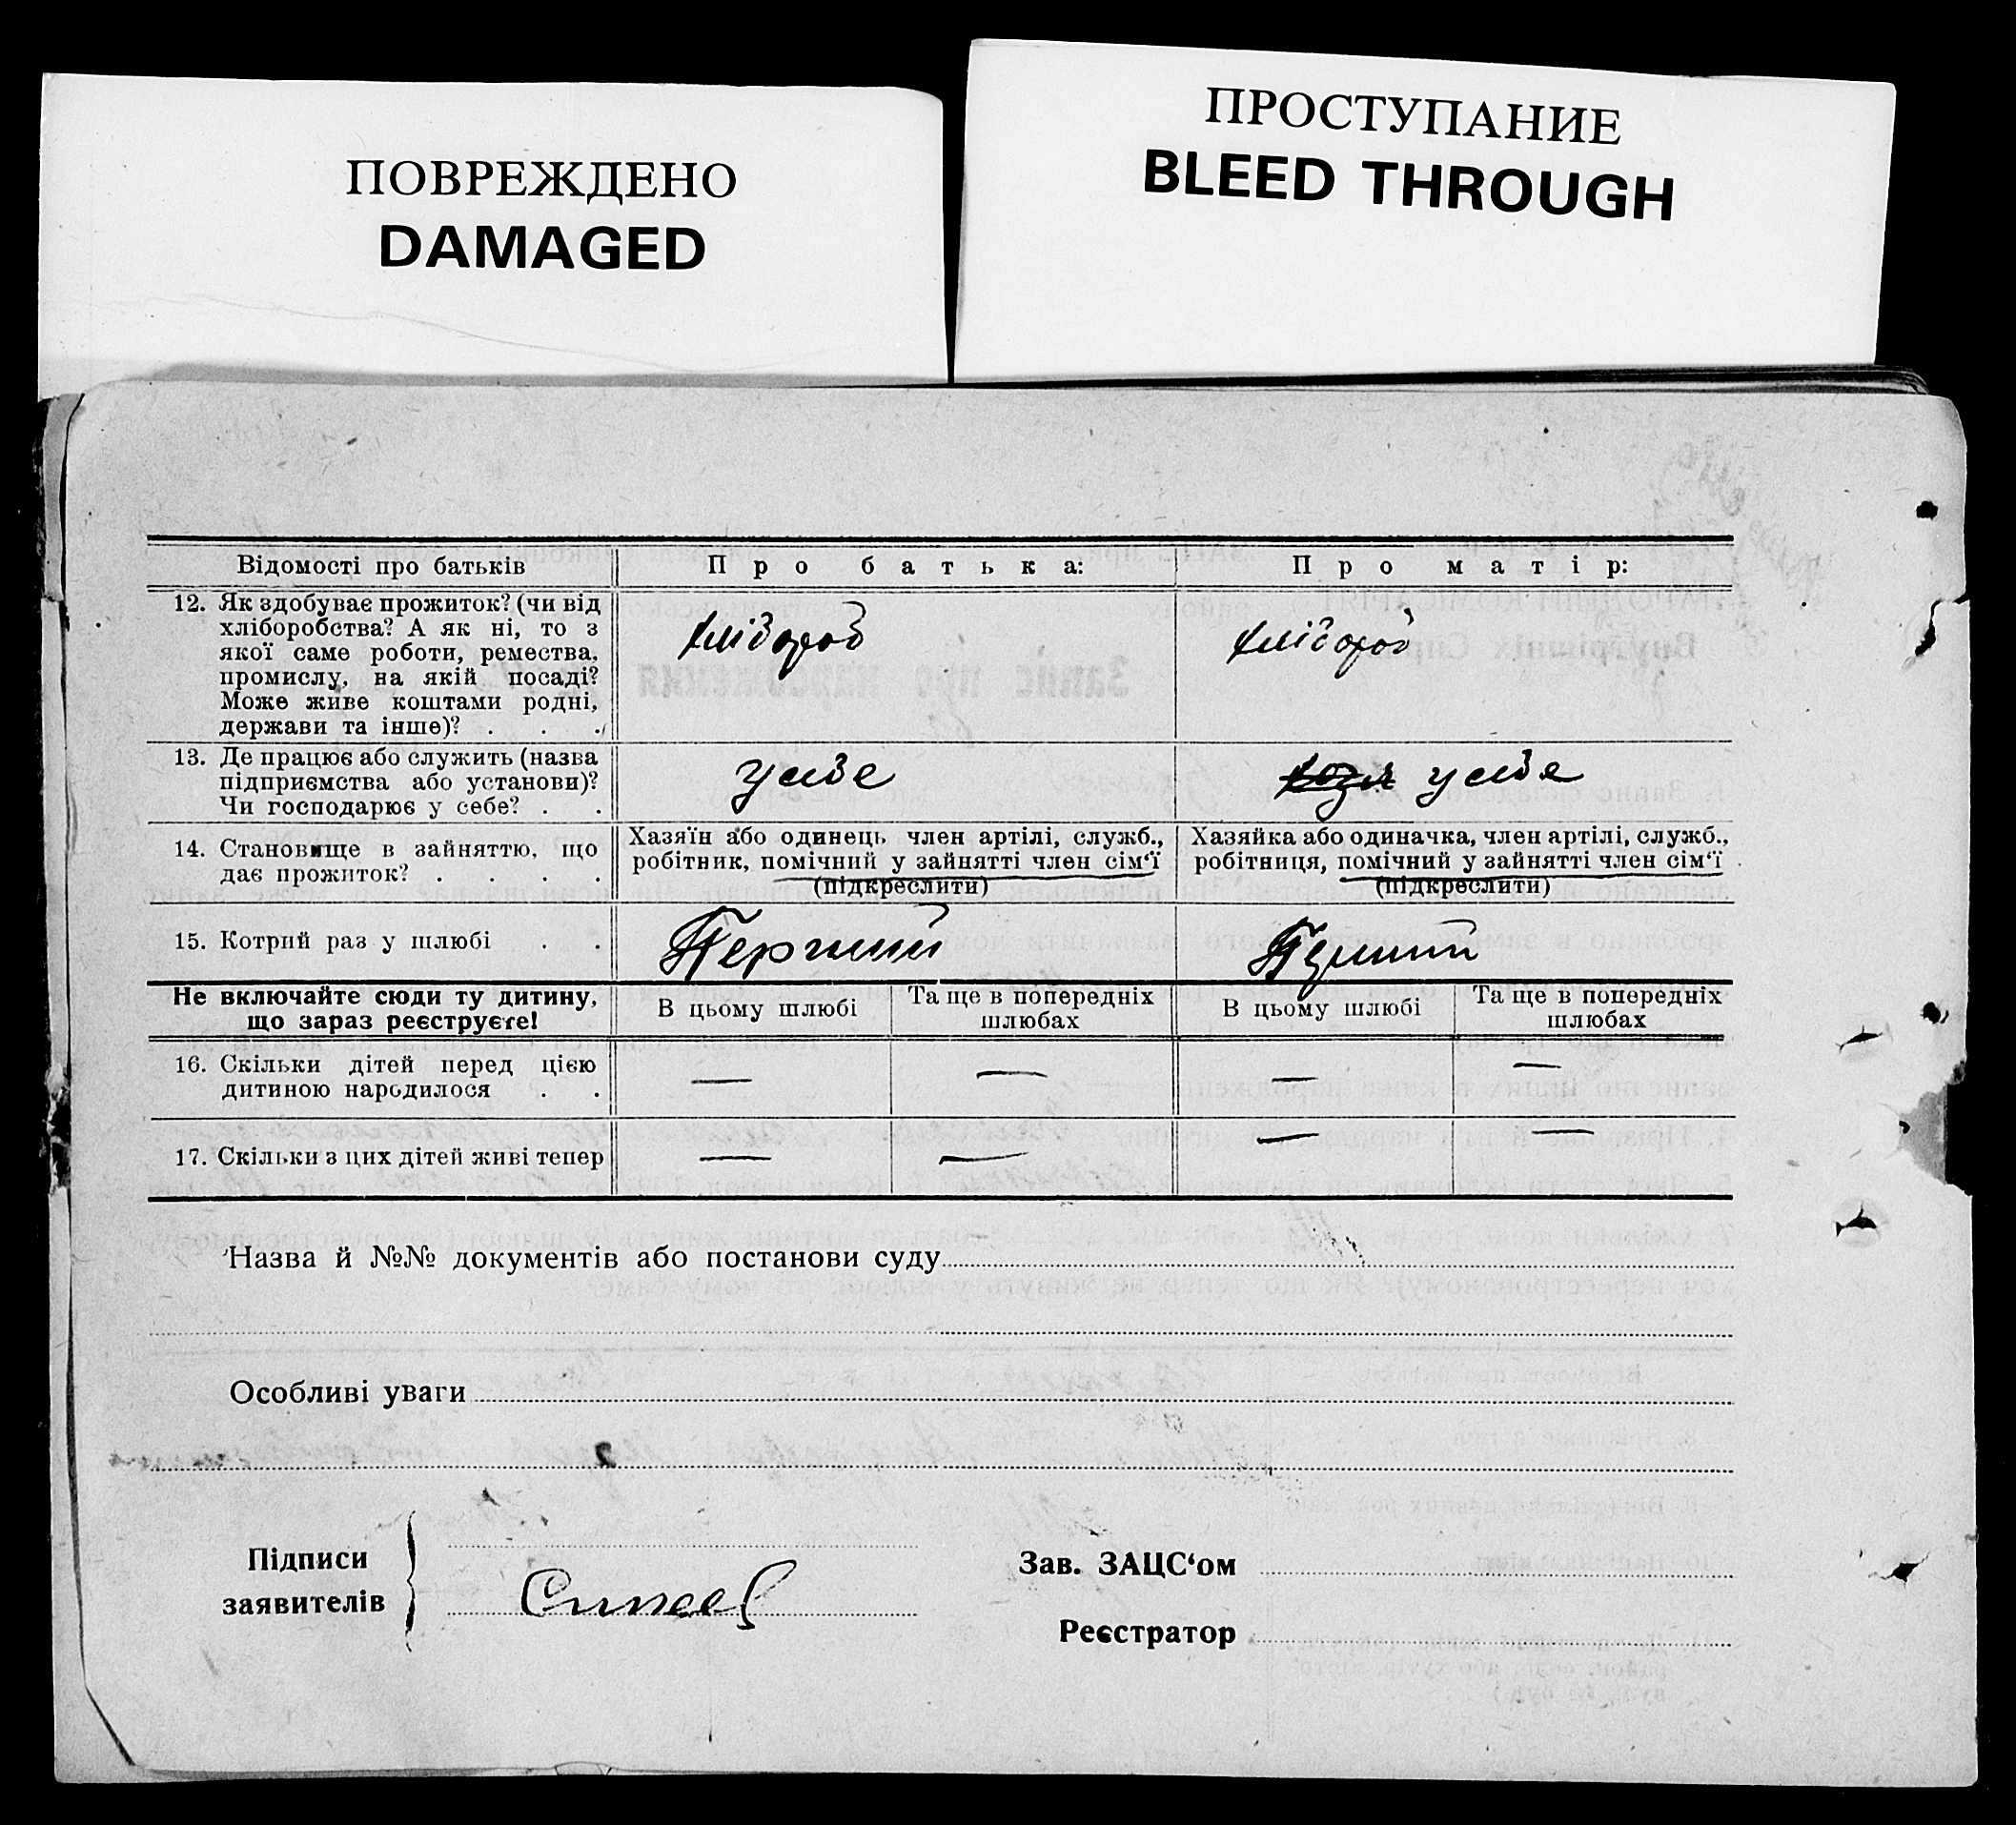 ПОВРЕЖДЕНО
DAMAGED
ПРОСТУПАНИЕ
BLEED THROUGH
Відомості про батьків
Про батька:
Про матір:
12. Як здобуває прожиток? (чи від
хліборобства? А як ні, то з
якої саме роботи, ремества,
промислу, на якій посаді?
Може живе коштами родні,
держави та інше)? . . .
хлібороб
хлібороб
13. Де працює або служить (назва
підприємства або установи)?
Чи господарює у себе? . .
у себе
у себе
14. Становище в зайняттю, що
дає прожиток? . . . .
Хазяїн або одинець член артілі, служб.,
робітник, помічний у зайнятті член сім‘ї
(підкреслити)
Хазяйка або одиначка, член артілі, служб.,
робітниця, помічний у зайнятті член сім‘ї
(підкреслити)
15. Котрий раз у шлюбі . .
Перший
Не включайте сюди ту дитину,
що зараз реєструєте!
В цьому шлюбі
Та ще в попередніх
шлюбах
В цьому шлюбі
Та ще в попередніх
шлюбах
16. Скільки дітей перед цією
дитиною народилося . .
— — — —
17. Скільки з цих дітей живі тепер
— — — —
Назва й №№ документів або постанови суду
Особливі уваги
Підписи
заявителів
Зав. ЗАЦС‘ом
Реєстратор